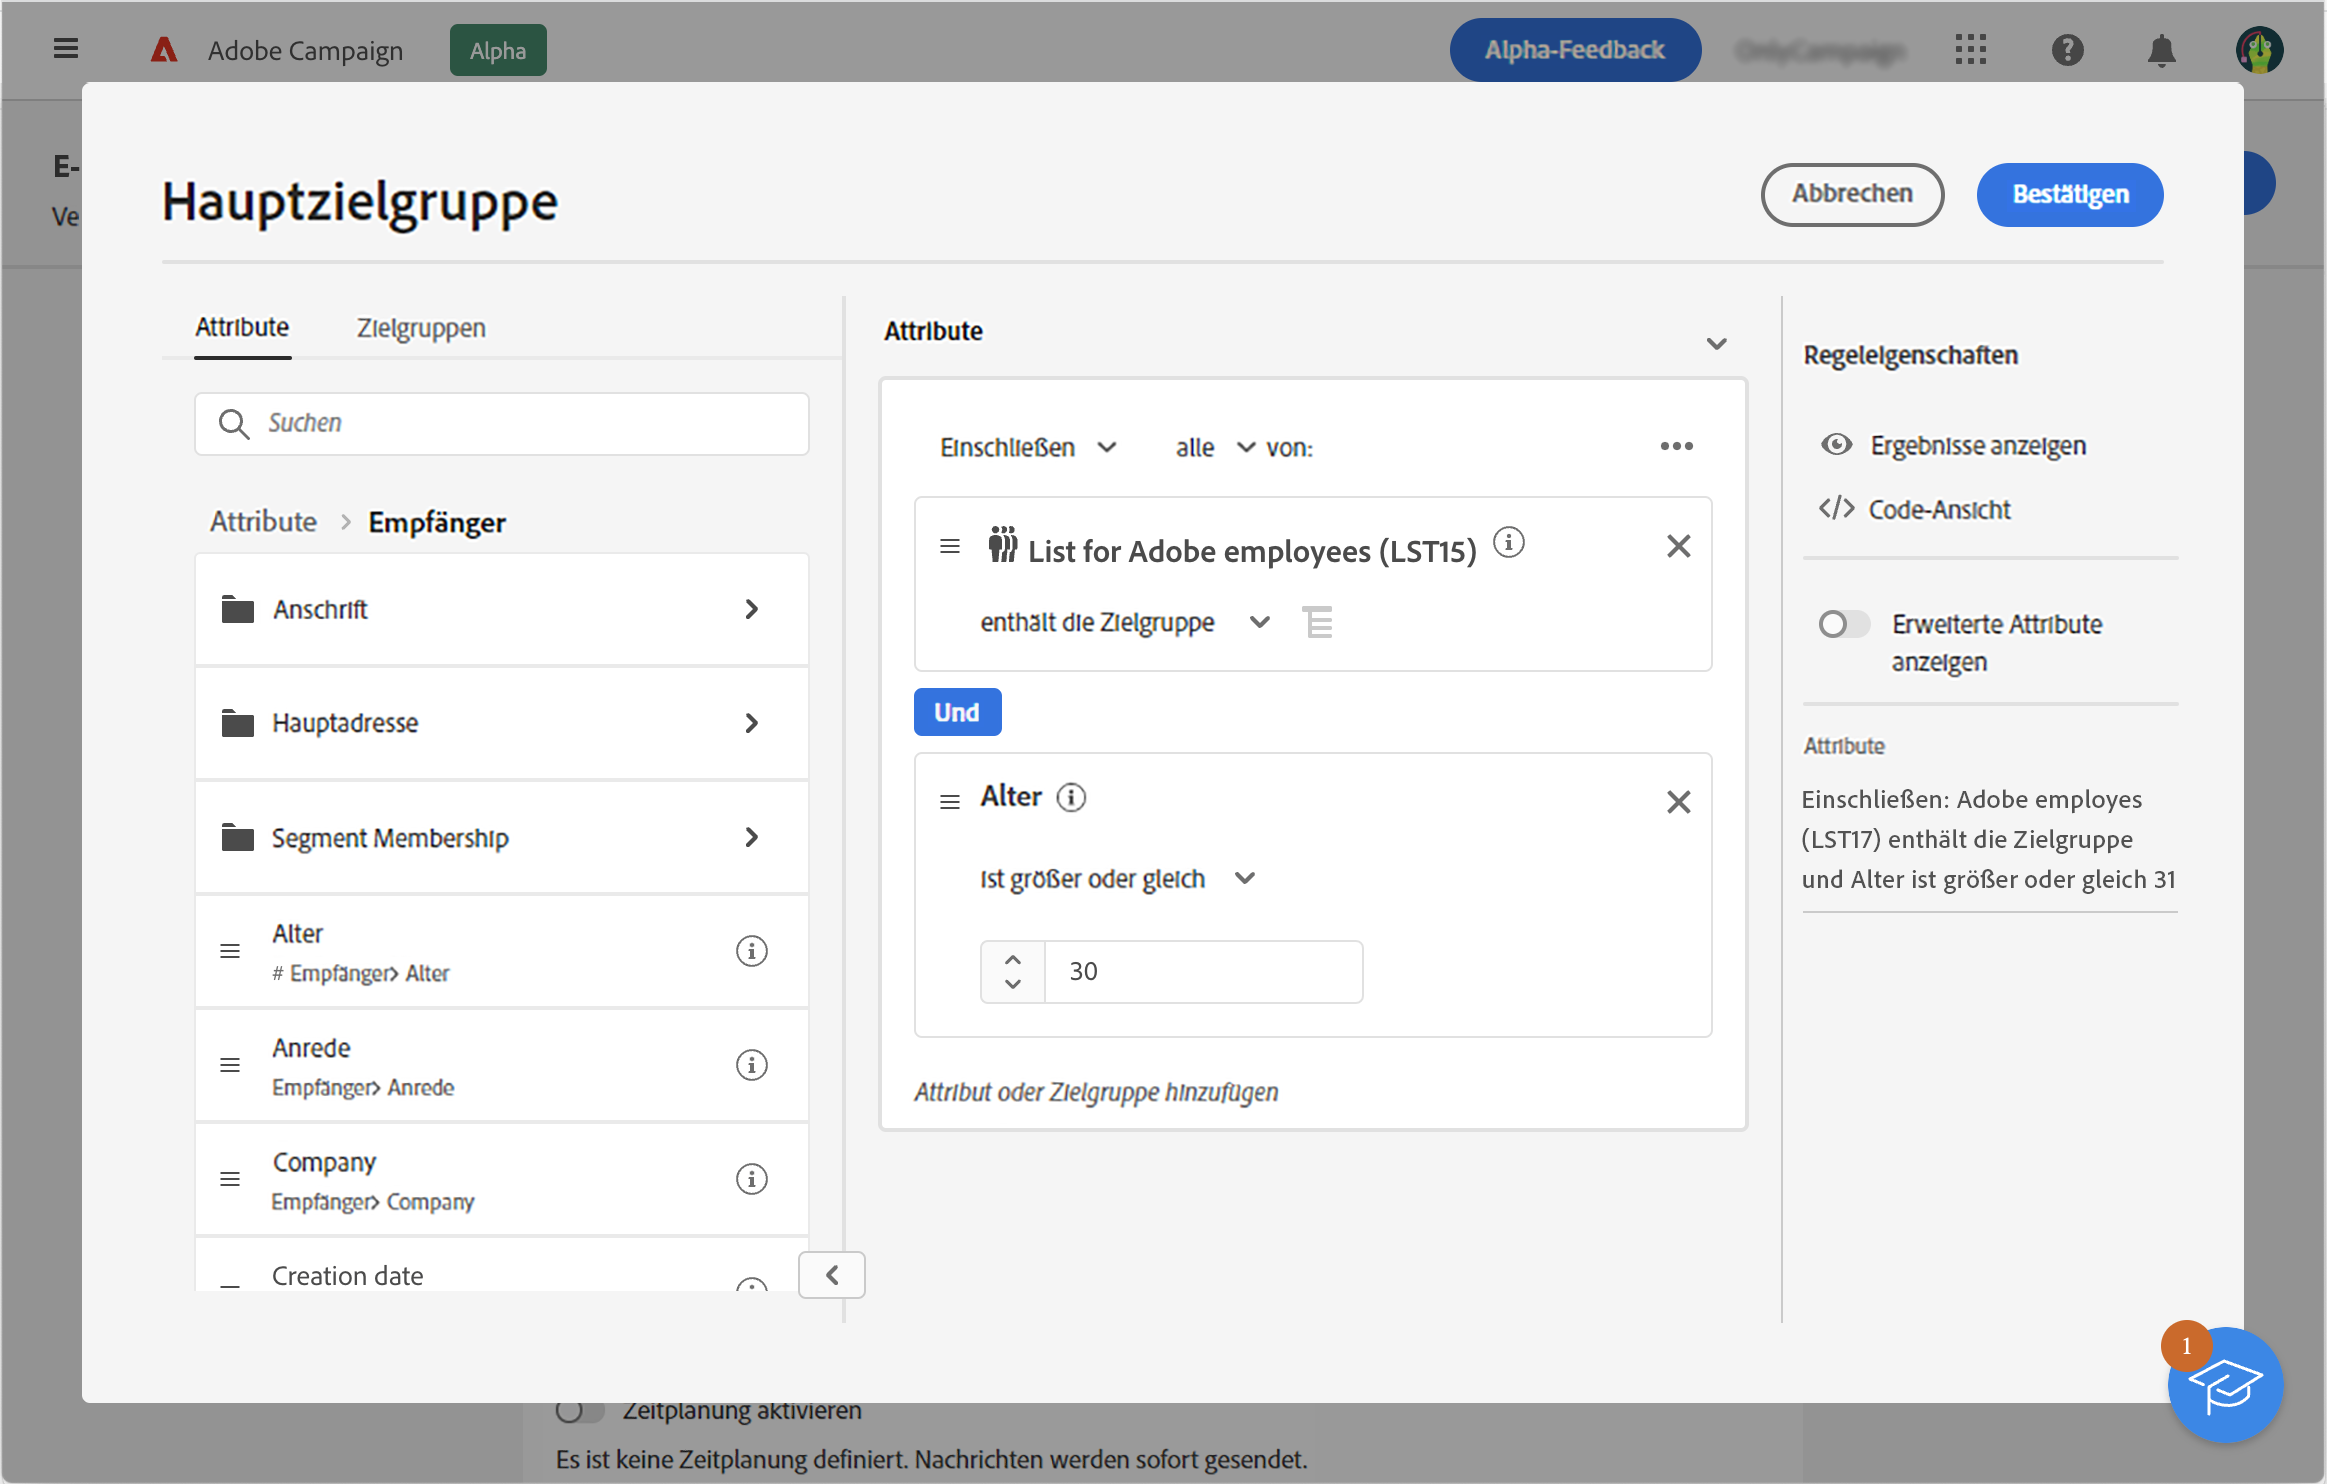 Adobe Campaign
Alpha
Alpha-Feedback
E-
Ve
Hauptzielgruppe
Abbrechen
Bestätigen
Attribute
Zielgruppen
Suchen
Attribute > Empfänger
Anschrift
Hauptadresse
Segment Membership
Alter
# Empfänger> Alter
Anrede
Empfänger> Anrede
Company
Empfänger> Company
Creation date
Attribute
Einschließen alle von:
List for Adobe employees (LST15)
enthält die Zielgruppe
Und
Alter
ist größer oder gleich
30
Attribut oder Zielgruppe hinzufügen
Regeleigenschaften
Ergebnisse anzeigen
Code-Ansicht
Erweiterte Attribute
anzeigen
Attribute
Einschließen: Adobe employes
(LST17) enthält die Zielgruppe
und Alter ist größer oder gleich 31
1
Zeitplanung aktivieren
Es ist keine Zeitplanung definiert. Nachrichten werden sofort gesendet.